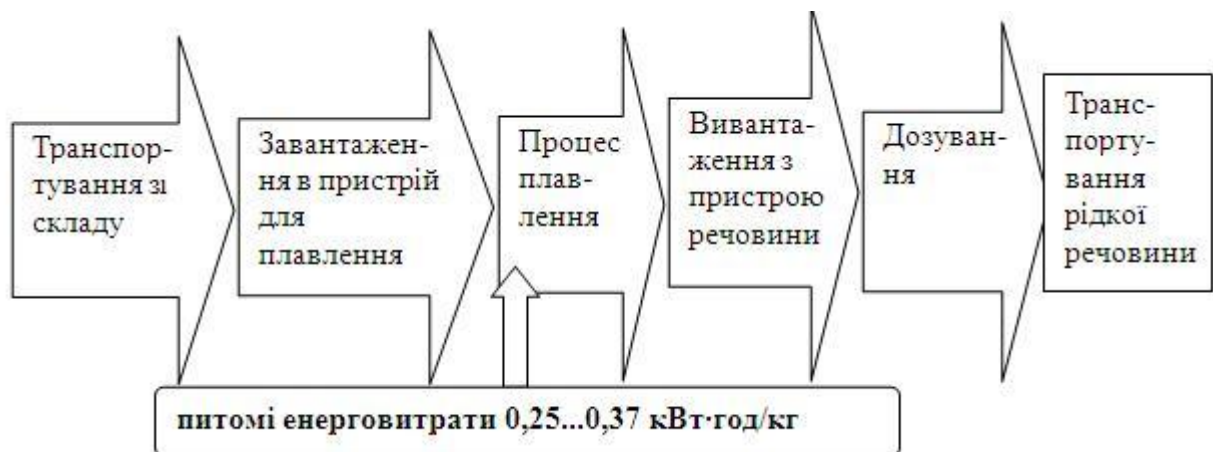 Транспор-
тування зі
складу
Завантажен-
ня в пристрій
для
плавлення
Процес
плав-
лення
Виванта-
ження з
пристрою
речовини
Дозуван-
ня
Транс-
порту-
вання
рідкої
речовини
питомі енерговитрати 0,25...0,37 кВт·год/кг